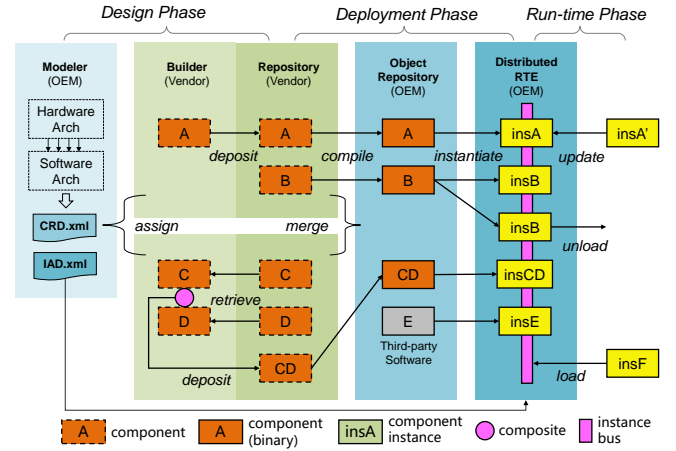 Design Phase
Deployment Phase
Run-time Phase
Modeler
(OEM)
Builder
(Vendor)
Repository
(Vendor)
Object
Repository
(OEM)
Distributed
RTE
(OEM)
Hardware
Arch
Software
Arch
CRD.xml
IAD.xml
A
deposit
A
compile
A
instantiate
insA
update
insA'
B
B
insB
insB
unload
assign
merge
C
retrieve
C
CD
insCD
D
D
E
insE
Third-party
Software
deposit
CD
load
insF
A
component
A
component
(binary)
insA
component
instance
composite
instance
bus